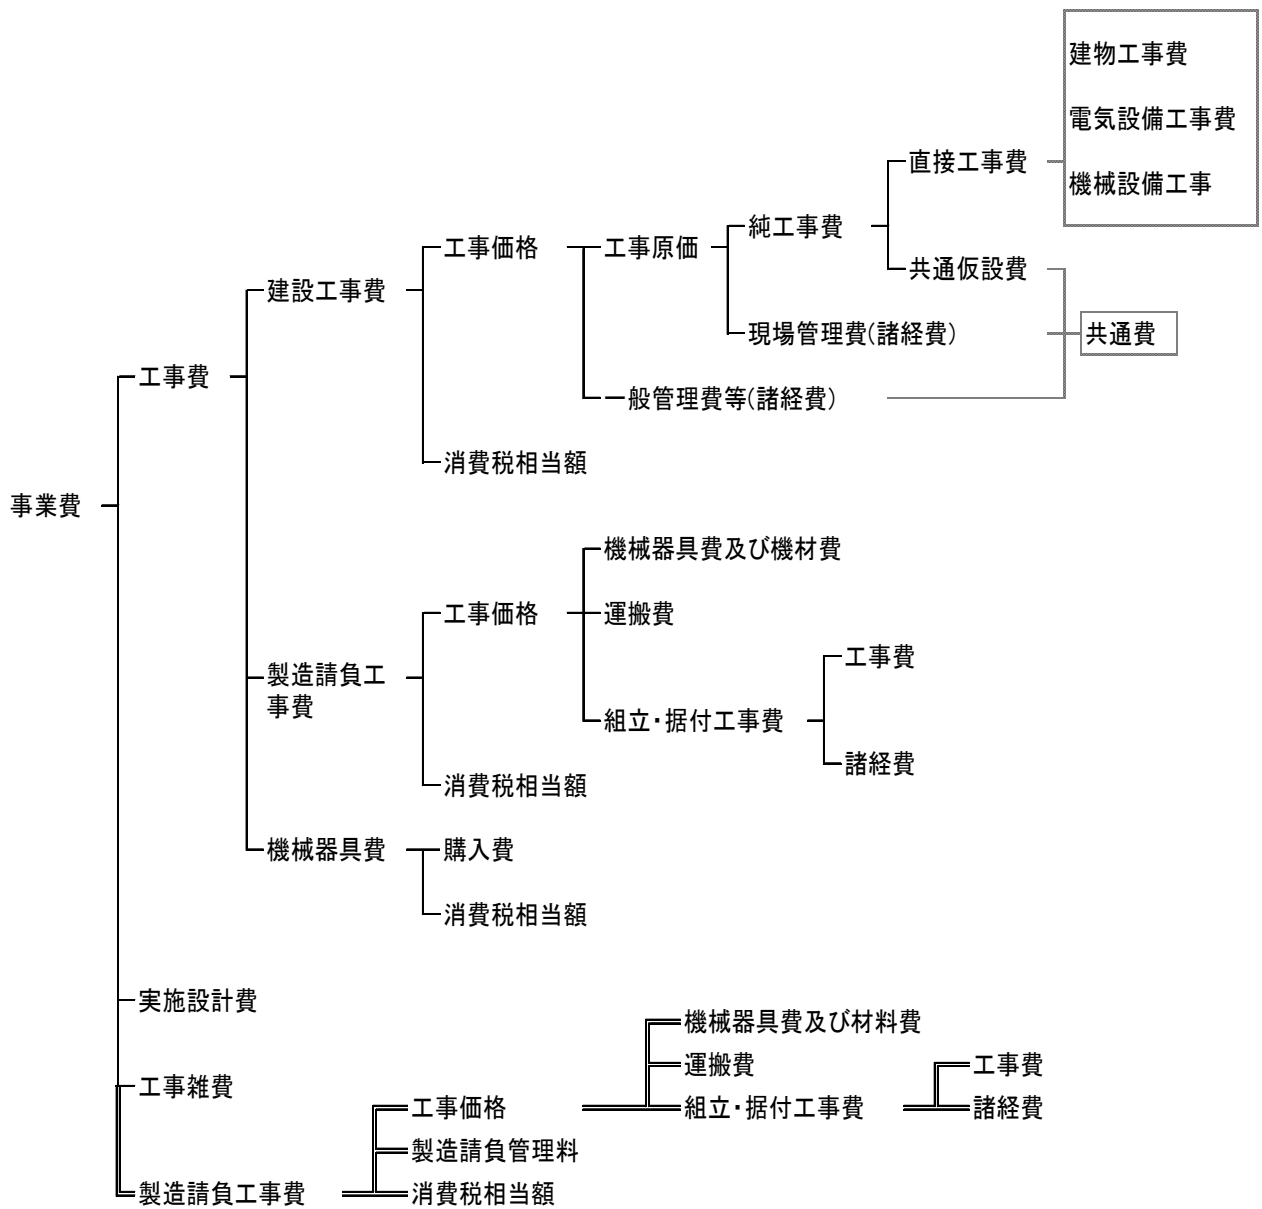 建物工事費
電気設備工事費
直接工事費
機械設備工事
純工事費
工事価格
工事原価
共通仮設費
建設工事費
現場管理費(諸経費)
共通費
工事費
一般管理費等(諸経費)
消費税相当額
事業費
機械器具費及び機材費
工事価格
運搬費
工事費
製造請負工
事費
組立・据付工事費
諸経費
消費税相当額
機械器具費
購入費
消費税相当額
実施設計費
機械器具費及び材料費
運搬費
工事費
工事雑費
工事価格
組立・据付工事費
諸経費
製造請負管理料
製造請負工事費
消費税相当額